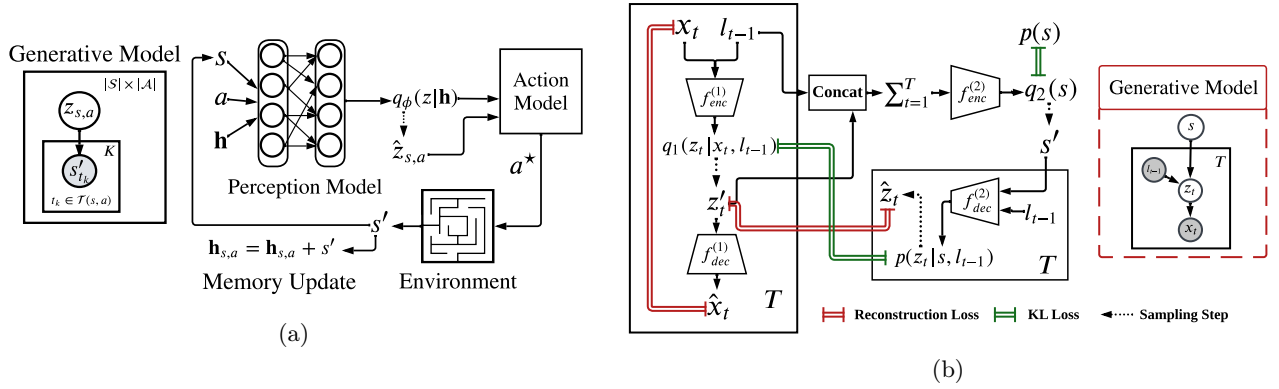 Generative Model
|S| × |A|
z_{s,a}
K
s'_{t_k}
t_k ∈ T(s, a)
s
a
h
Perception Model
q_ϕ(z|h)
ẑ_{s,a}
Action
Model
a⋆
s'
h_{s,a} = h_{s,a} + s'
Memory Update
Environment
(a)
x_t
l_{t−1}
f_{enc}^{(1)}
q_1(z_t|x_t, l_{t−1})
z'_t
f_{dec}^{(1)}
x̂_t
T
Concat
∑_{t=1}^{T}
f_{enc}^{(2)}
p(s)
q_2(s)
s'
ẑ_t
f_{dec}^{(2)}
l_{t−1}
p(z_t|s, l_{t−1})
T
Generative Model
s
T
l_{t−1}
z_t
x_t
Reconstruction Loss
KL Loss
Sampling Step
(b)